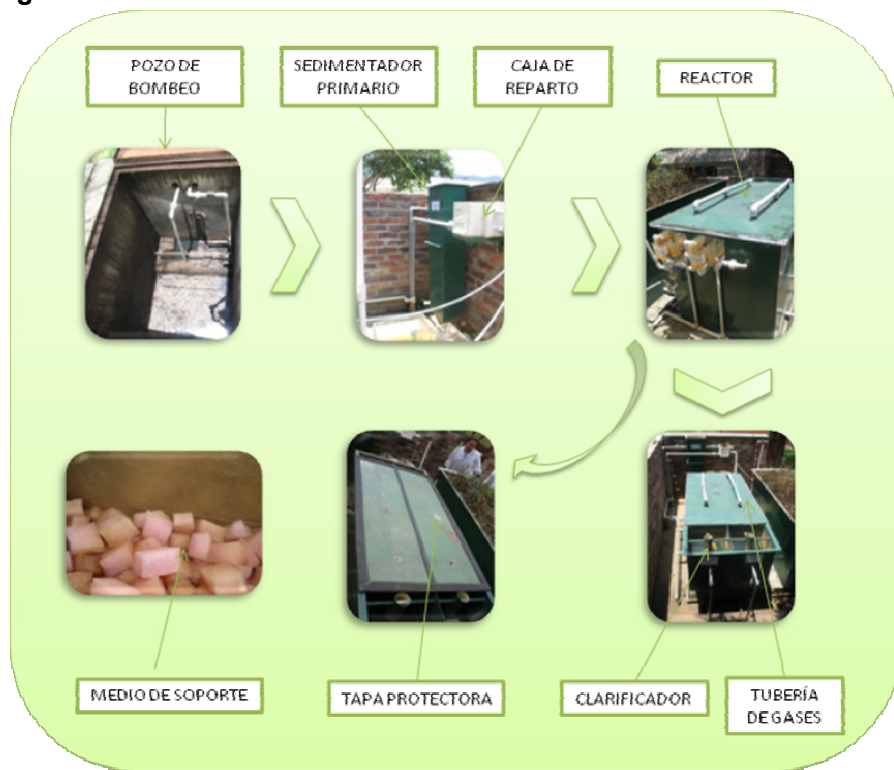 POZO DE
BOMBEO
SEDIMENTADOR
PRIMARIO
CAJA DE
REPARTO
REACTOR
MEDIO DE SOPORTE
TAPA PROTECTORA
CLARIFICADOR
TUBERÍA
DE GASES